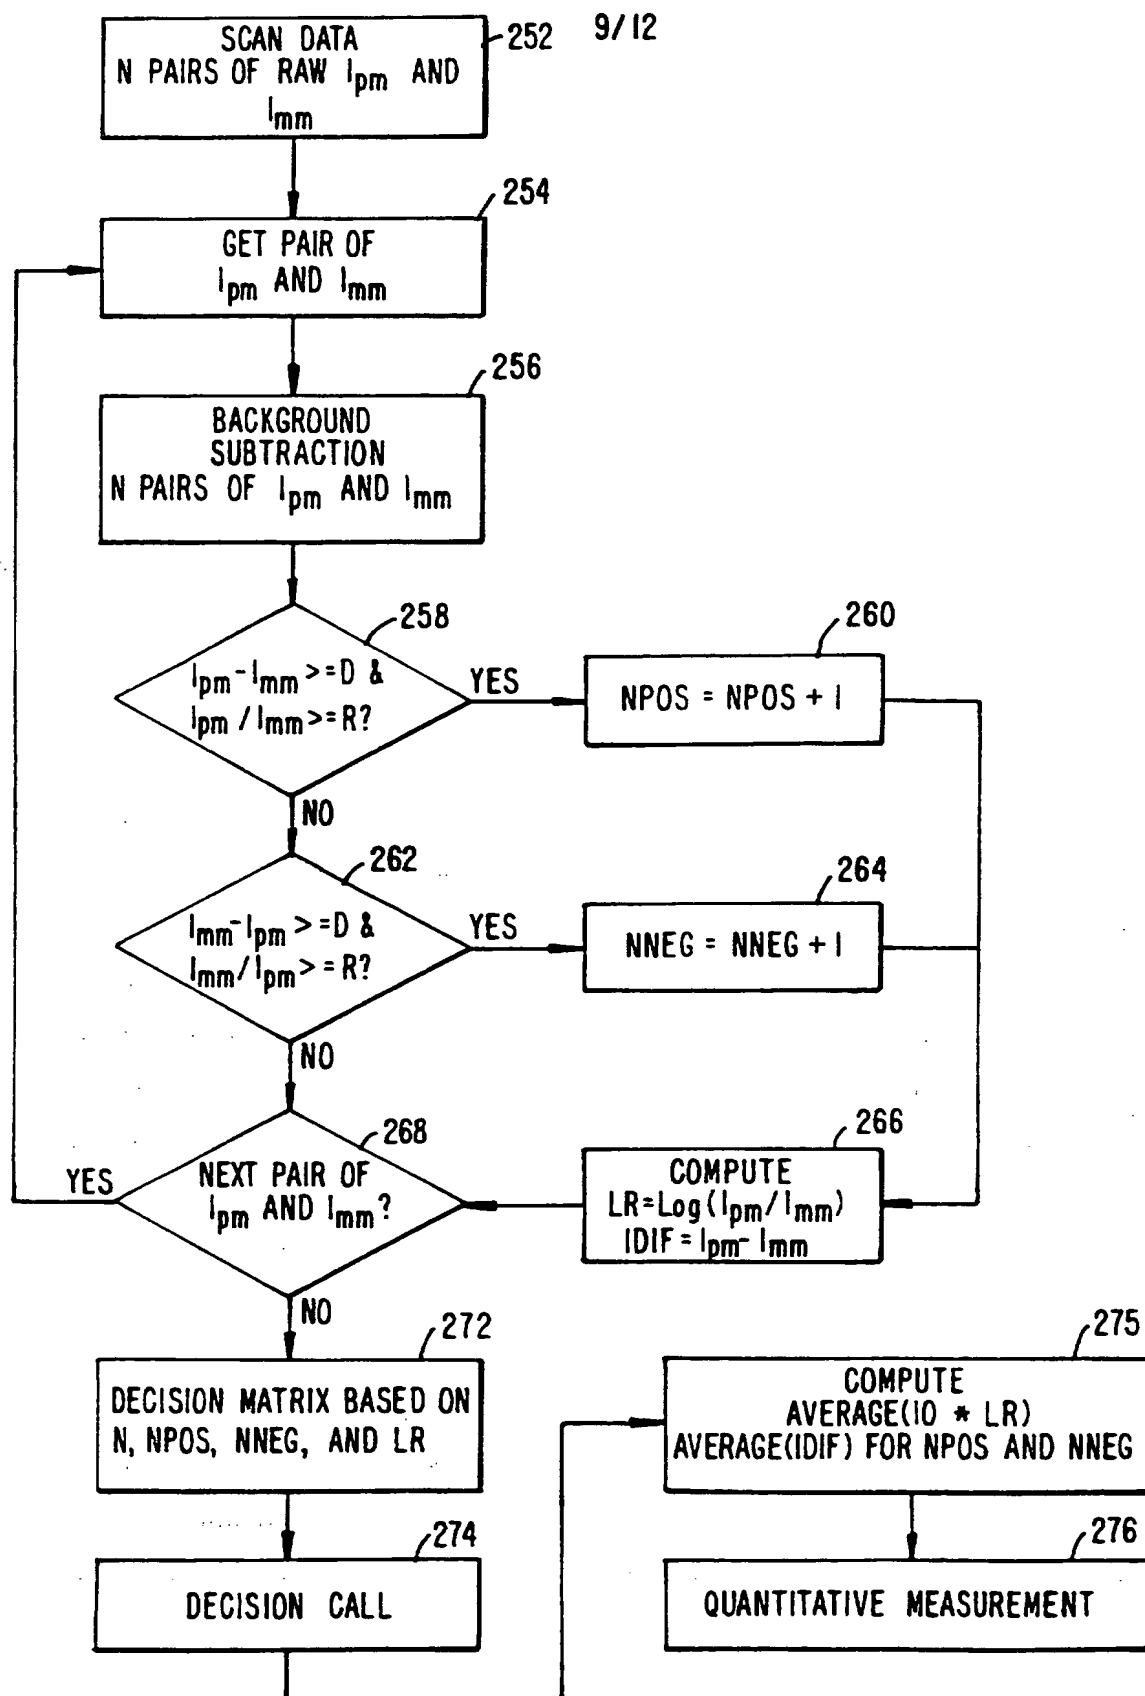 9/12
252
SCAN DATA
N PAIRS OF RAW Ipm AND
Imm
254
GET PAIR OF
Ipm AND Imm
256
BACKGROUND
SUBTRACTION
N PAIRS OF Ipm AND Imm
258
Ipm-Imm >=D &
Ipm / Imm >=R?
YES
260
NPOS = NPOS + 1
NO
262
Imm-Ipm >=D &
Imm/Ipm >=R?
YES
264
NNEG = NNEG + 1
NO
268
NEXT PAIR OF
Ipm AND Imm?
YES
266
COMPUTE
LR=Log(Ipm/Imm)
IDIF=Ipm-Imm
NO
272
DECISION MATRIX BASED ON
N, NPOS, NNEG, AND LR
274
DECISION CALL
275
COMPUTE
AVERAGE(10 * LR)
AVERAGE(IDIF) FOR NPOS AND NNEG
276
QUANTITATIVE MEASUREMENT